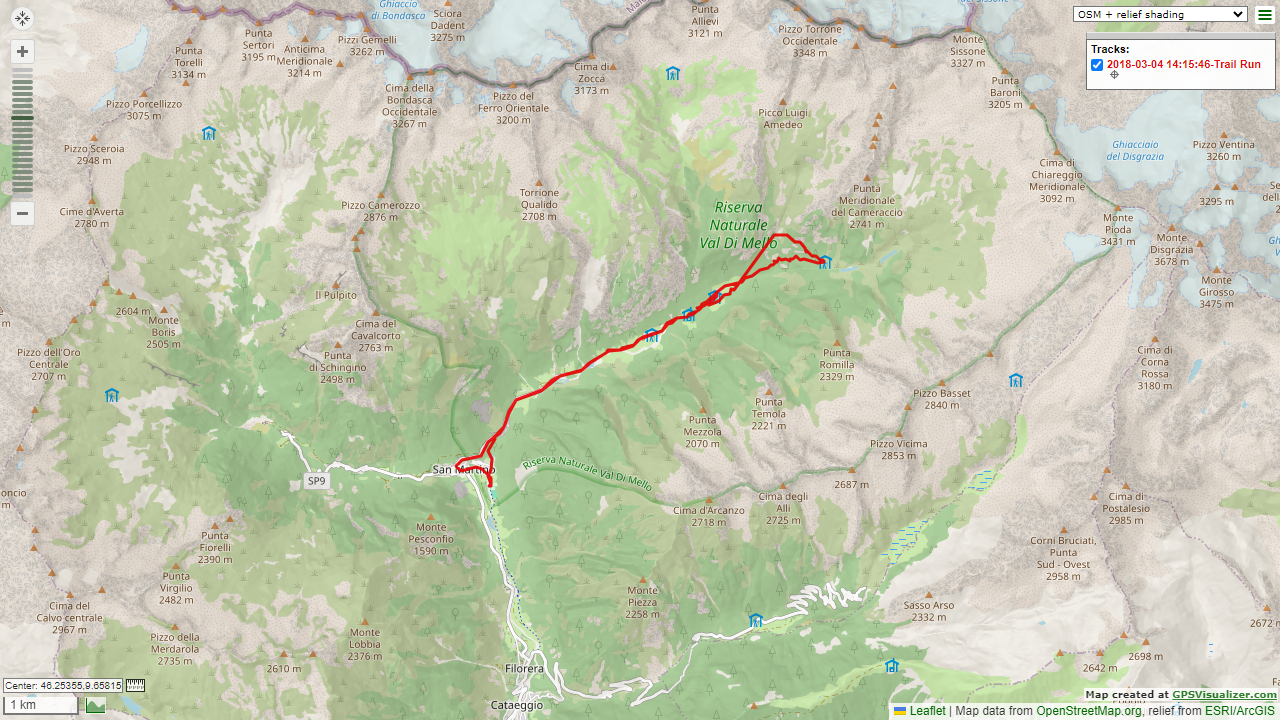 Ghiaccio
di Bondasca
Sciora
Dadent
3275 m
Punta
Allievi
3121 m
Punta
Sertori
3195 m
Pizzi Gemelli
3262 m
Punta
Torelli
3134 m
Anticima
Meridionale
3214 m
Pizzo Torrone
Occidentale
3348 m
Monte
Sissone
3327 m
OSM + relief shading
Tracks:
2018-03-04 14:15:46-Trail Run
Cima di
Zocca
3173 m
Cima della
Bondasca
Occidentale
3267 m
Pizzo del
Ferro Orientale
3200 m
Pizzo Porcellizzo
3075 m
Punta
Baroni
3205 m
Picco Luigi
Amedeo
Pizzo Sceroia
2948 m
Ghiacciaio
del Disgrazia
Pizzo Ventina
3260 m
Cima di
Chiareggio
Meridionale
3092 m
Punta
Meridionale
del Cameraccio
2741 m
Torrione
Qualido
2708 m
Pizzo Camerozzo
2876 m
Cime d'Averta
2780 m
Riserva
Naturale
Val Di Mello
3295 m
Monte
Pioda
3431 m
Monte
Disgrazia
3678 m
Monte
Girosso
3475 m
Il Pulpito
2604 m
Monte
Boris
2505 m
Cima del
Cavalcorto
2763 m
Punta
di Schingino
2498 m
Pizzo dell'Oro
Centrale
2707 m
Punta
Romilla
2329 m
Cima di
Corna
Rossa
3180 m
Pizzo Basset
2840 m
Punta
Temola
2221 m
Punta
Mezzola
2070 m
Pizzo Vicima
2853 m
San Martino
SP9
Riserva Naturale Val Di Mello
2687 m
Cima d'Arcanzo
2718 m
Cima degli
Alli
2725 m
Cima di
Postalesio
2985 m
oncio
m
Monte
Pesconfio
1590 m
Punta
Fiorelli
2390 m
Corni Bruciati,
Punta
Sud - Ovest
2958 m
Punta
Virgilio
2482 m
Monte
Piezza
2258 m
Sasso Arso
2332 m
Cima del
Calvo centrale
2967 m
Pizzo della
Merdarola
2735 m
Monte
Lobbia
2376 m
2672 m
2610 m
2698 m
2642 m
Filorera
Cataeggio
Center: 46.25355,9.65815
1 km
Map created at GPSVisualizer.com
Leaflet | Map data from OpenStreetMap.org, relief from ESRI/ArcGIS